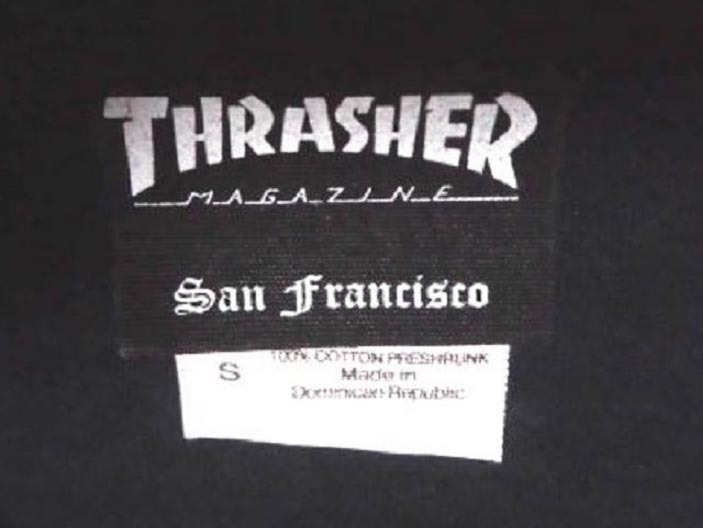 THRASHER
MAGAZINE
San Francisco
S 100% COTTON PRESHRUNK
Made in
Dominican Republic